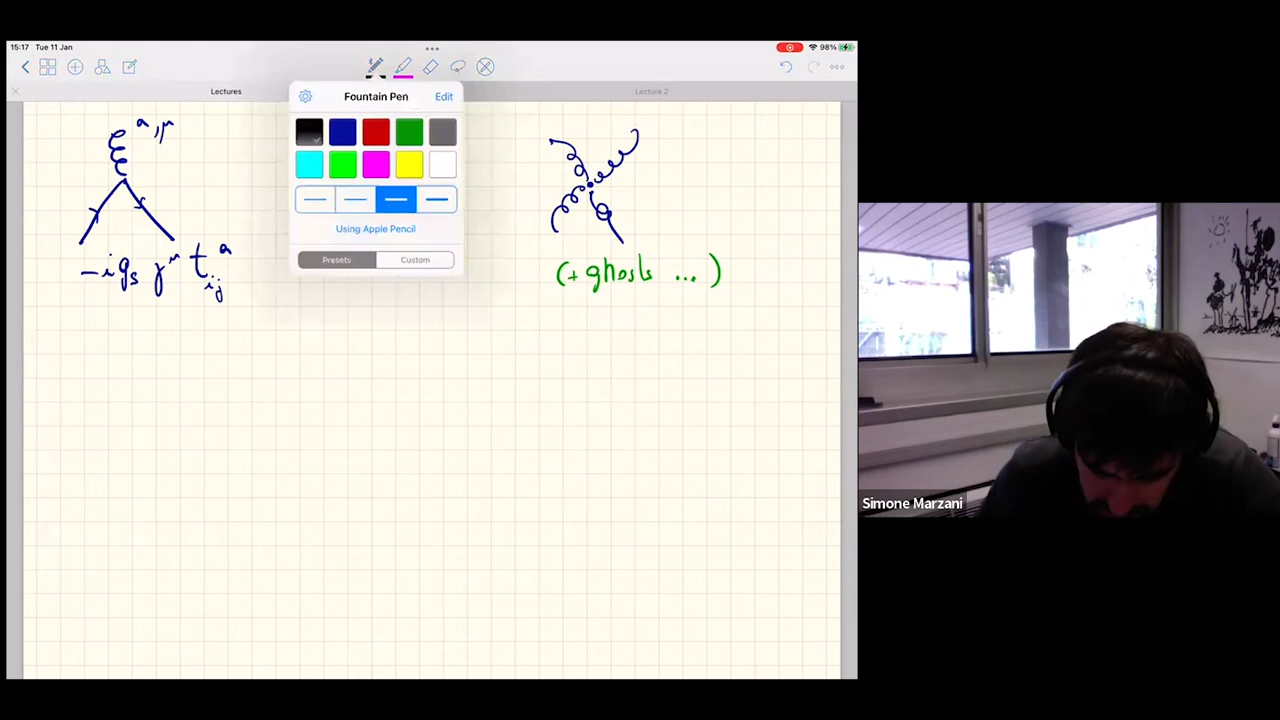 15:17 Tue 11 Jan
98%
Lectures
Lecture 2
Fountain Pen
Edit
Using Apple Pencil
Presets
Custom
a, μ
-i g_s γ^μ t^a_ij
(+ ghosts ...)
Simone Marzani